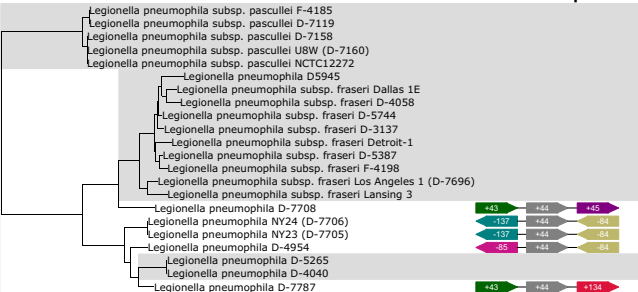 Legionella pneumophila subsp. pascullei F-4185
Legionella pneumophila subsp. pascullei D-7119
Legionella pneumophila subsp. pascullei D-7158
Legionella pneumophila subsp. pascullei U8W (D-7160)
Legionella pneumophila subsp. pascullei NCTC12272
Legionella pneumophila D5945
Legionella pneumophila subsp. fraseri Dallas 1E
Legionella pneumophila subsp. fraseri D-4058
Legionella pneumophila subsp. fraseri D-5744
Legionella pneumophila subsp. fraseri D-3137
Legionella pneumophila subsp. fraseri Detroit-1
Legionella pneumophila subsp. fraseri D-5387
Legionella pneumophila subsp. fraseri F-4198
Legionella pneumophila subsp. fraseri Los Angeles 1 (D-7696)
Legionella pneumophila subsp. fraseri Lansing 3
Legionella pneumophila D-7708 +43 +44 +45
Legionella pneumophila NY24 (D-7706) -137 +44 -84
Legionella pneumophila NY23 (D-7705) -137 +44 -84
Legionella pneumophila D-4954 -85 +44 -84
Legionella pneumophila D-5265
Legionella pneumophila D-4040
Legionella pneumophila D-7787 +43 +44 +134